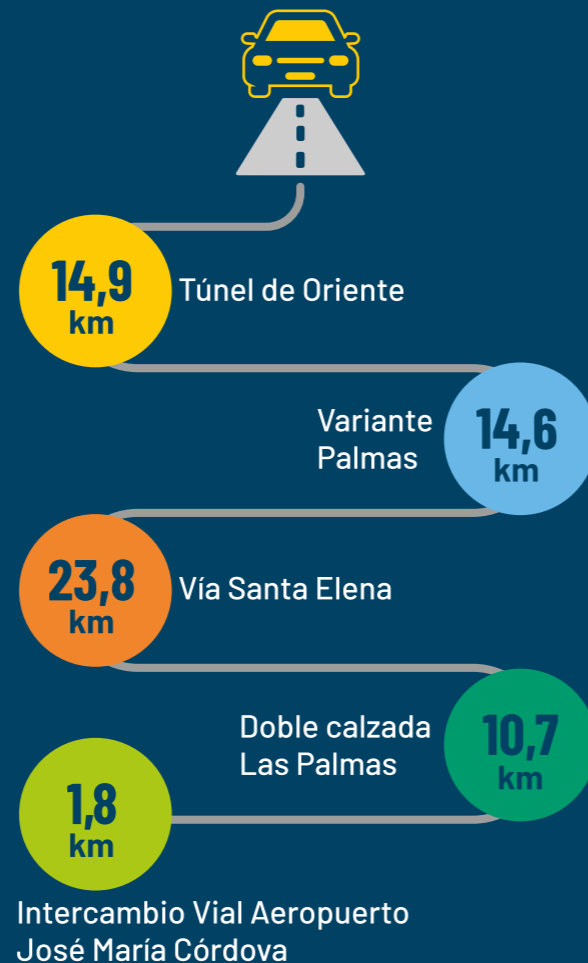 14,9
km
Túnel de Oriente
Variante
Palmas
14,6
km
23,8
km
Vía Santa Elena
Doble calzada
Las Palmas
10,7
km
1,8
km
Intercambio Vial Aeropuerto
José María Córdova